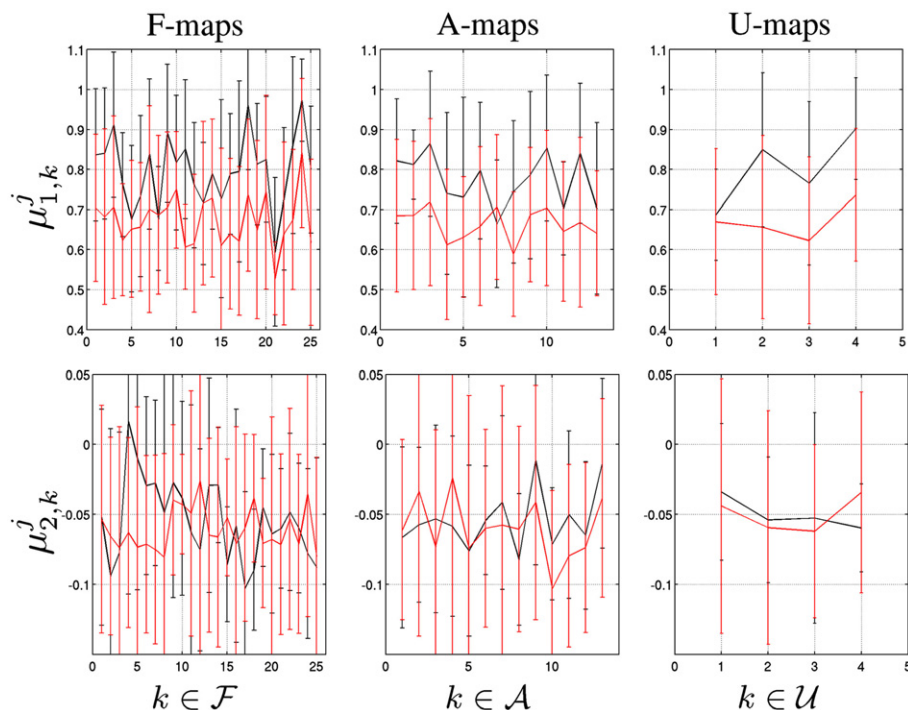 F-maps A-maps U-maps
1.1 1.1 1.1
1 1 1
0.9 0.9 0.9
0.8 0.8 0.8
μ^j_{1,k} 0.7 0.7 0.7
0.6 0.6 0.6
0.5 0.5 0.5
0.4 0.4 0.4
0 5 10 15 20 25 0 5 10 0 1 2 3 4 5
0.05 0.05 0.05
0 0 0
μ^j_{2,k} -0.05 -0.05 -0.05
-0.1 -0.1 -0.1
0 5 10 15 20 25 0 5 10 0 1 2 3 4 5
k ∈ ℱ k ∈ 𝒜 k ∈ 𝒰